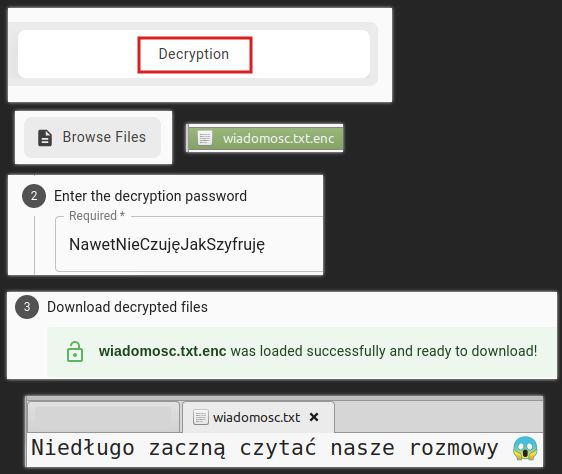 Decryption
Browse Files
wiadomosc.txt.enc
2 Enter the decryption password
Required *
NawetNieCzujęJakSzyfruję
3 Download decrypted files
wiadomosc.txt.enc was loaded successfully and ready to download!
wiadomosc.txt ×
Niedługo zaczną czytać nasze rozmowy 😱